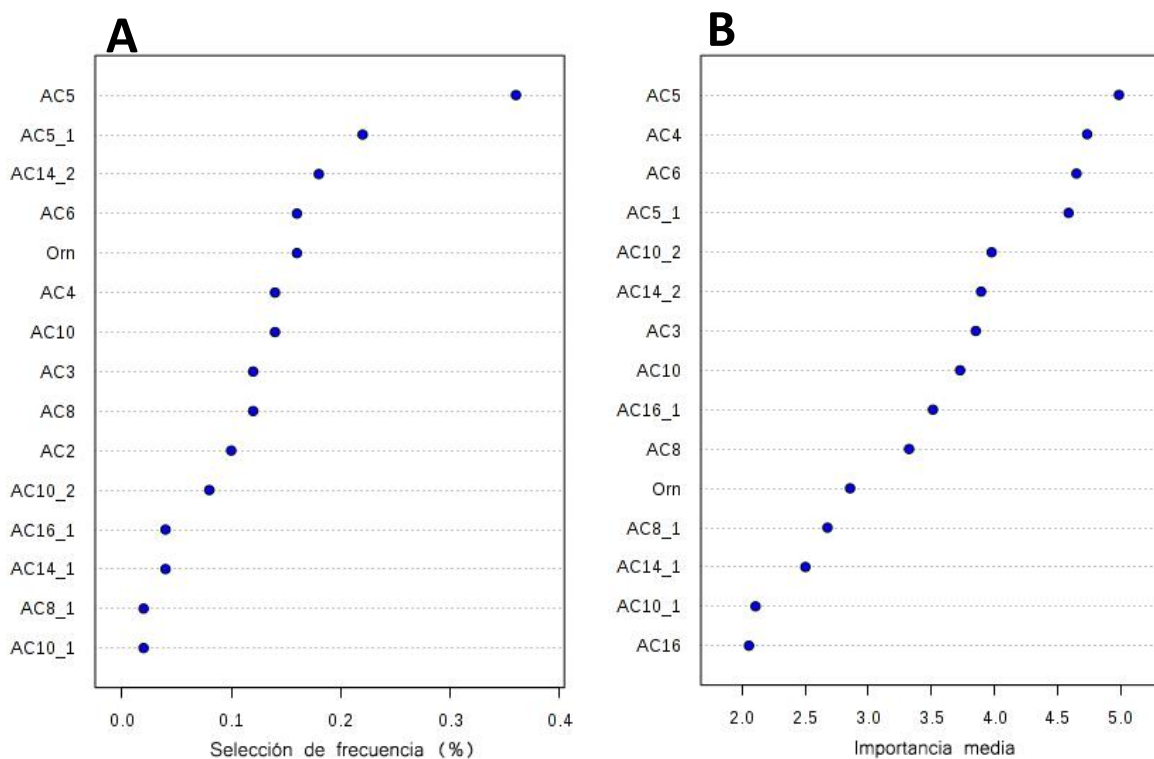 A
AC5
AC5_1
AC14_2
AC6
Orn
AC4
AC10
AC3
AC8
AC2
AC10_2
AC16_1
AC14_1
AC8_1
AC10_1
0.0 0.1 0.2 0.3 0.4
Selección de frecuencia (%)
B
AC5
AC4
AC6
AC5_1
AC10_2
AC14_2
AC3
AC10
AC16_1
AC8
Orn
AC8_1
AC14_1
AC10_1
AC16
2.0 2.5 3.0 3.5 4.0 4.5 5.0
Importancia media